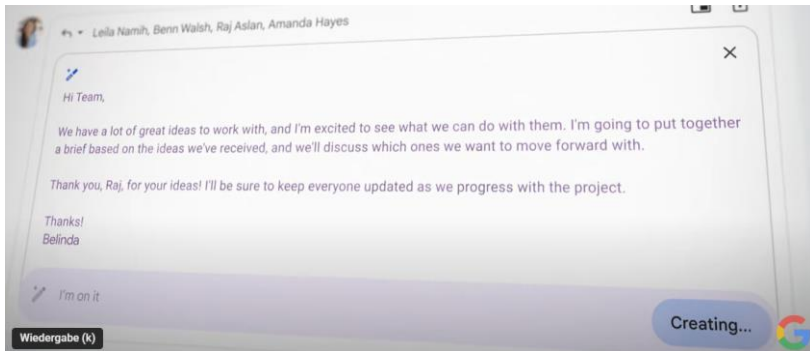 Leila Namih, Benn Walsh, Raj Aslan, Amanda Hayes
Hi Team,
We have a lot of great ideas to work with, and I'm excited to see what we can do with them. I'm going to put together
a brief based on the ideas we've received, and we'll discuss which ones we want to move forward with.
Thank you, Raj, for your ideas! I'll be sure to keep everyone updated as we progress with the project.
Thanks!
Belinda
I'm on it
Creating...
Wiedergabe (k)